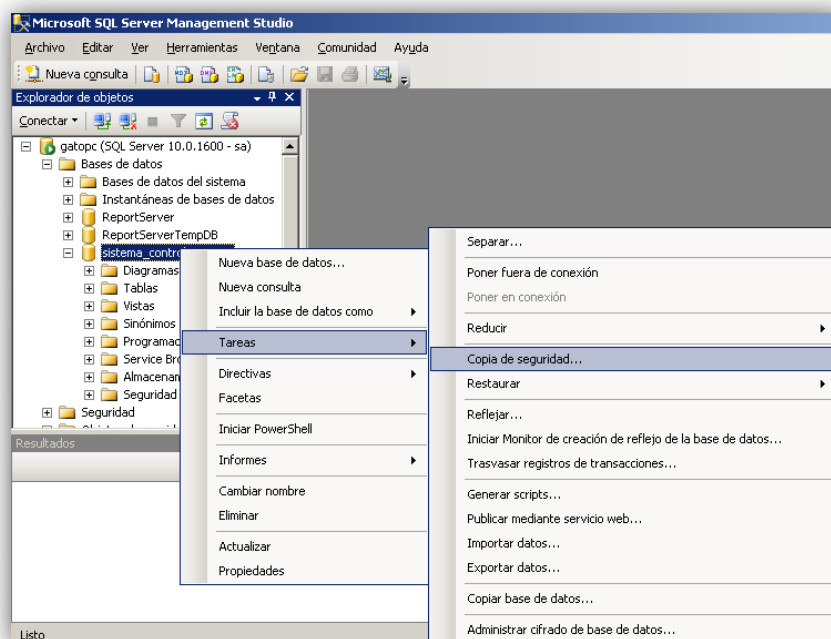 Microsoft SQL Server Management Studio
Archivo Editar Ver Herramientas Ventana Comunidad Ayuda
Nueva consulta
Explorador de objetos
Conectar
gatopc (SQL Server 10.0.1600 - sa)
Bases de datos
Bases de datos del sistema
Instantáneas de bases de datos
ReportServer
ReportServerTempDB
sistema_contro
Diagramas
Tablas
Vistas
Sinónimos
Programac
Service Bro
Almacenam
Seguridad
Seguridad
Resultados
Listo
Nueva base de datos...
Nueva consulta
Incluir la base de datos como
Tareas
Directivas
Facetas
Iniciar PowerShell
Informes
Cambiar nombre
Eliminar
Actualizar
Propiedades
Separar...
Poner fuera de conexión
Poner en conexión
Reducir
Copia de seguridad...
Restaurar
Reflejar...
Iniciar Monitor de creación de reflejo de la base de datos...
Trasvasar registros de transacciones...
Generar scripts...
Publicar mediante servicio web...
Importar datos...
Exportar datos...
Copiar base de datos...
Administrar cifrado de base de datos...